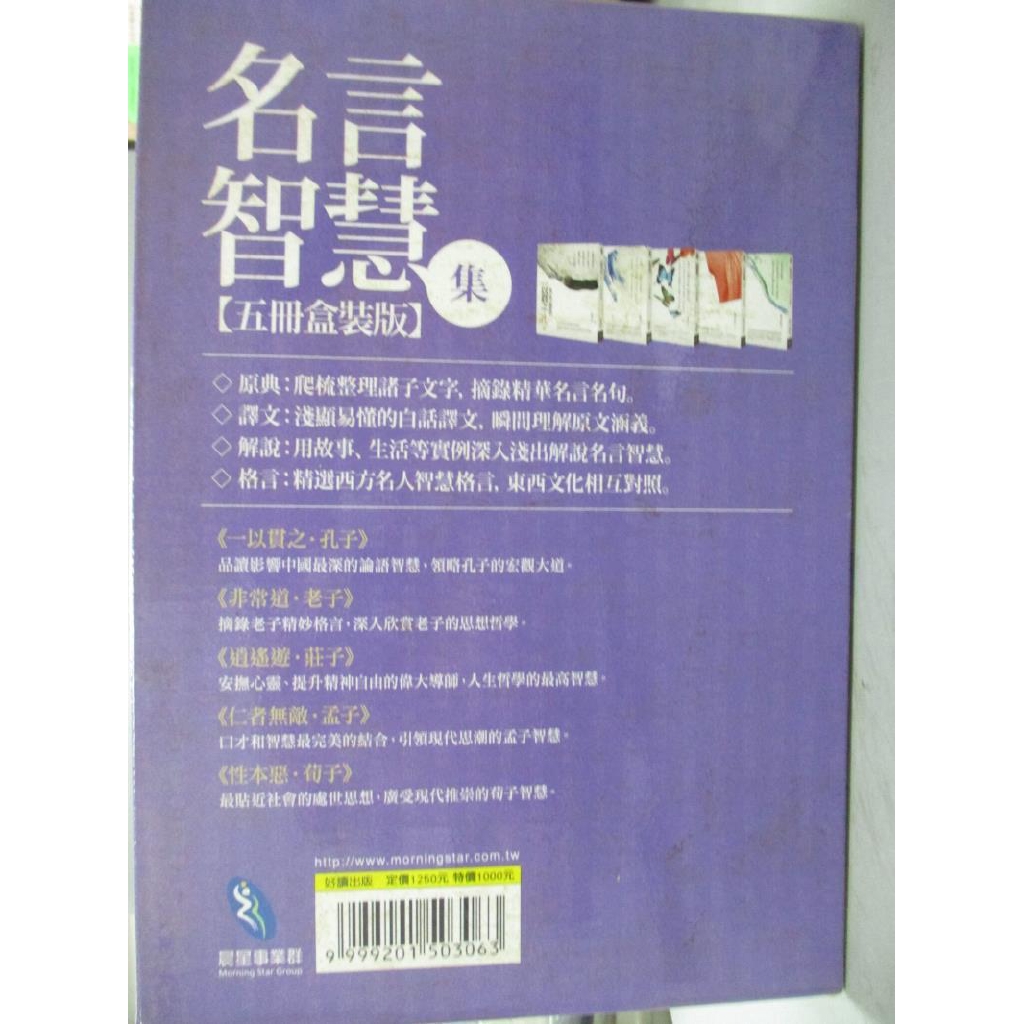 名言
智慧
集
【五冊盒裝版】
◇ 原典：爬梳整理諸子文字，摘錄精華名言名句。
◇ 譯文：淺顯易懂的白話譯文，瞬間理解原文涵義。
◇ 解說：用故事、生活等實例深入淺出解說名言智慧。
◇ 格言：精選西方名人智慧格言，東西文化相互對照。
《一以貫之·孔子》
品讀影響中國最深的論語智慧，領略孔子的宏觀大道。
《非常道·老子》
摘錄老子精妙格言，深入欣賞老子的思想哲學。
《逍遙遊·莊子》
安撫心靈、提升精神自由的偉大導師，人生哲學的最高智慧。
《仁者無敵·孟子》
口才和智慧最完美的結合，引領現代思潮的孟子智慧。
《性本惡·荀子》
最貼近社會的處世思想，廣受現代推崇的荀子智慧。
http://www.morningstar.com.tw
好讀出版 定價1250元 特價1000元
9 999201 503063
晨星事業群
Morning Star Group